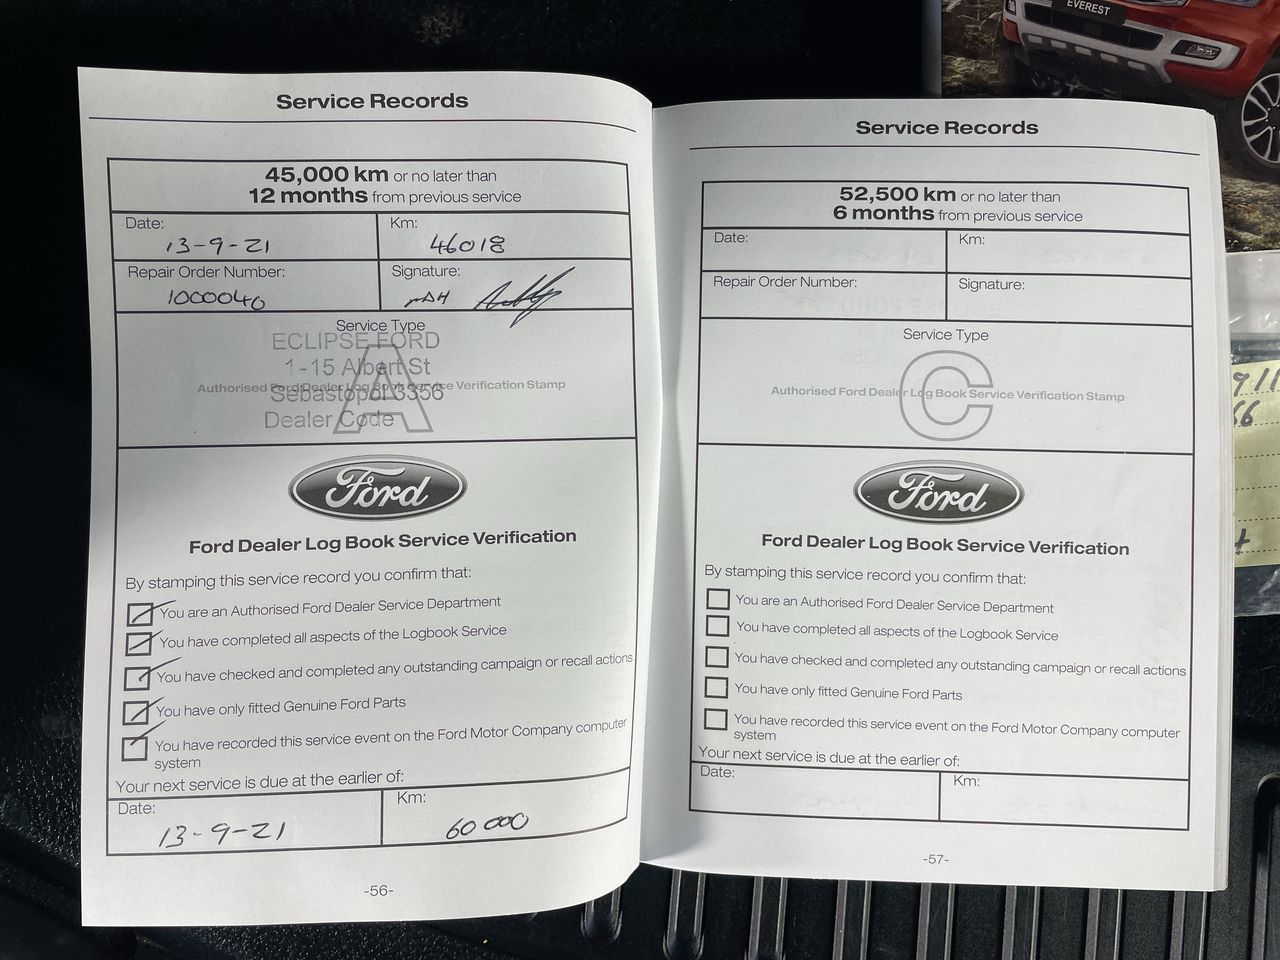 EVEREST
Service Records
45,000 km or no later than
12 months from previous service
Date:
13-9-21
Km:
46018
Repair Order Number:
1000040
Signature:
Service Type
A
ECLIPSE FORD
1-15 Albert St
Authorised Ford Dealer Log Book Service Verification Stamp
Sebastopol 3356
Dealer Code
Ford
Ford Dealer Log Book Service Verification
By stamping this service record you confirm that:
You are an Authorised Ford Dealer Service Department
You have completed all aspects of the Logbook Service
You have checked and completed any outstanding campaign or recall actions
You have only fitted Genuine Ford Parts
You have recorded this service event on the Ford Motor Company computer
system
Your next service is due at the earlier of:
Date:
13-9-21
Km:
60 000
-56-
Service Records
52,500 km or no later than
6 months from previous service
Date:
Km:
Repair Order Number:
Signature:
Service Type
C
Authorised Ford Dealer Log Book Service Verification Stamp
Ford
Ford Dealer Log Book Service Verification
By stamping this service record you confirm that:
You are an Authorised Ford Dealer Service Department
You have completed all aspects of the Logbook Service
You have checked and completed any outstanding campaign or recall actions
You have only fitted Genuine Ford Parts
You have recorded this service event on the Ford Motor Company computer
system
Your next service is due at the earlier of:
Date:
Km:
-57-